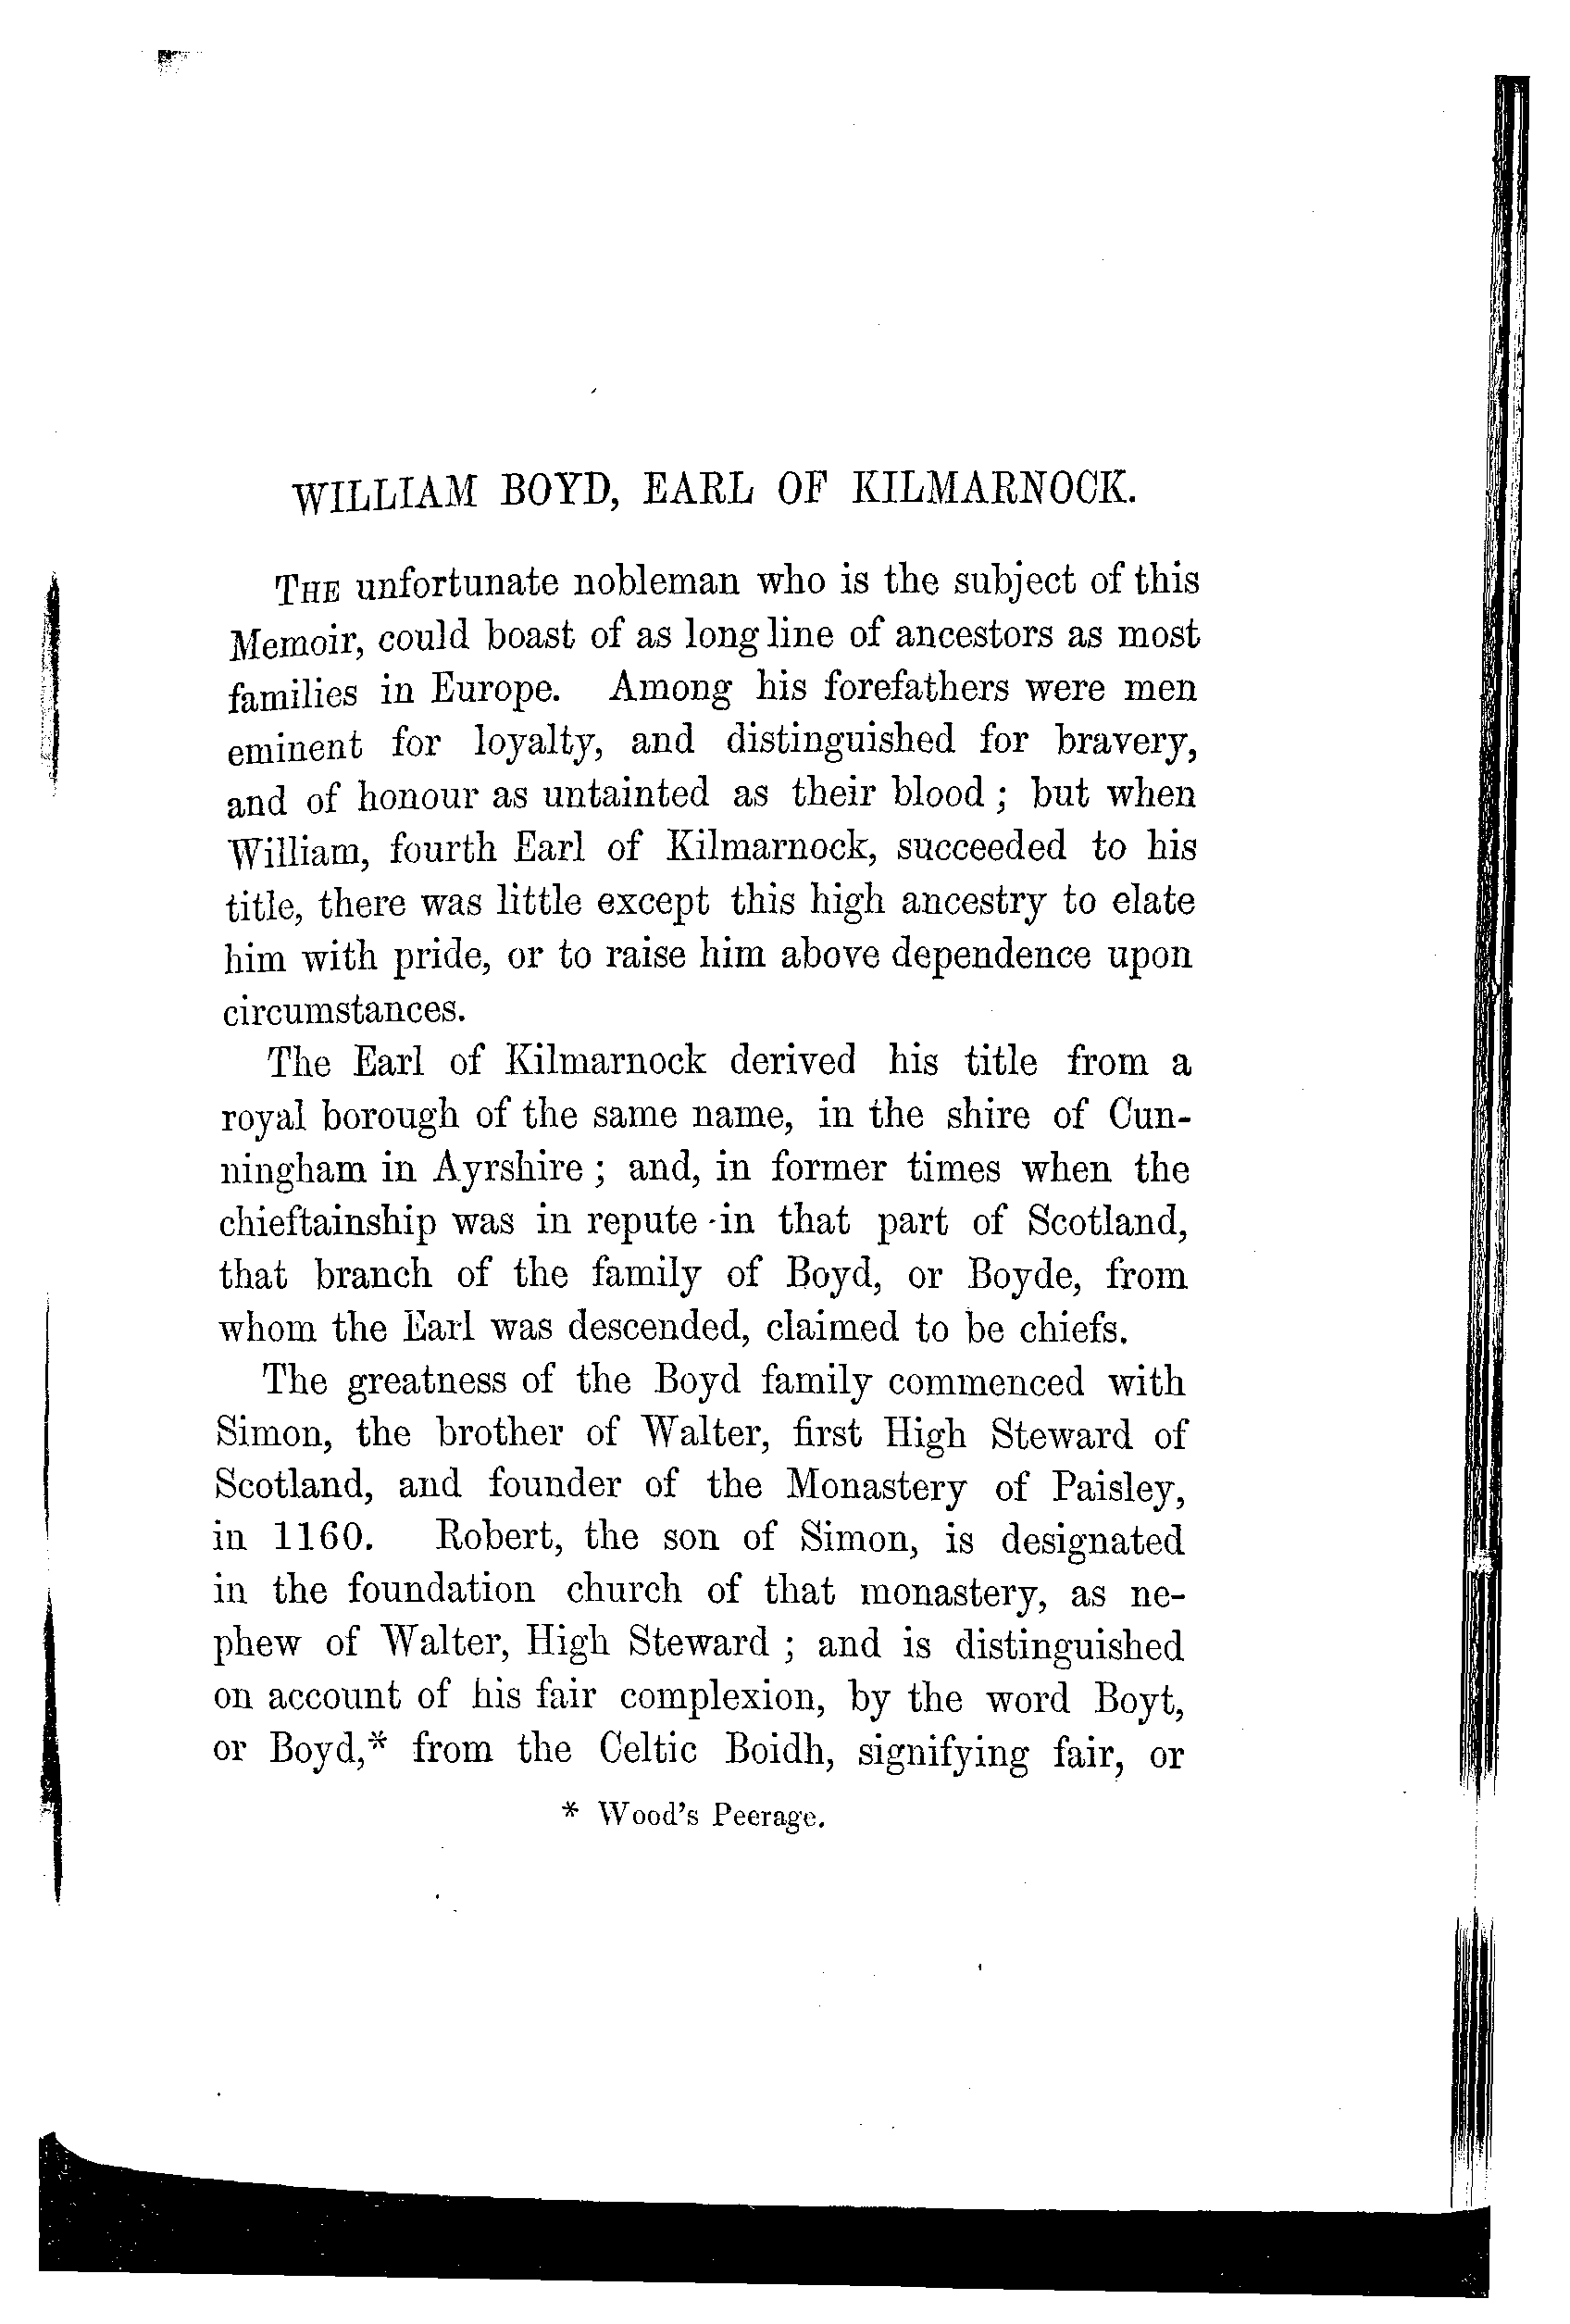 WILLIAM BOYD, EARL OF KILMARNOCK.
THE unfortunate nobleman who is the subject of this
Memoir, could boast of as long line of ancestors as most
families in Europe. Among his forefathers were men
eminent for loyalty, and distinguished for bravery,
and of honour as untainted as their blood ; but when
William, fourth Earl of Kilmarnock, succeeded to his
title, there was little except this high ancestry to elate
him with pride, or to raise him above dependence upon
circumstances.
The Earl of Kilmarnock derived his title from a
royal borough of the same name, in the shire of Cun-
ningham in Ayrshire ; and, in former times when the
chieftainship was in repute in that part of Scotland,
that branch of the family of Boyd, or Boyde, from
whom the Earl was descended, claimed to be chiefs.
The greatness of the Boyd family commenced with
Simon, the brother of Walter, first High Steward of
Scotland, and founder of the Monastery of Paisley,
in 1160. Robert, the son of Simon, is designated
in the foundation church of that monastery, as ne-
phew of Walter, High Steward ; and is distinguished
on account of his fair complexion, by the word Boyt,
or Boyd,* from the Celtic Boidh, signifying fair, or
* Wood's Peerage.